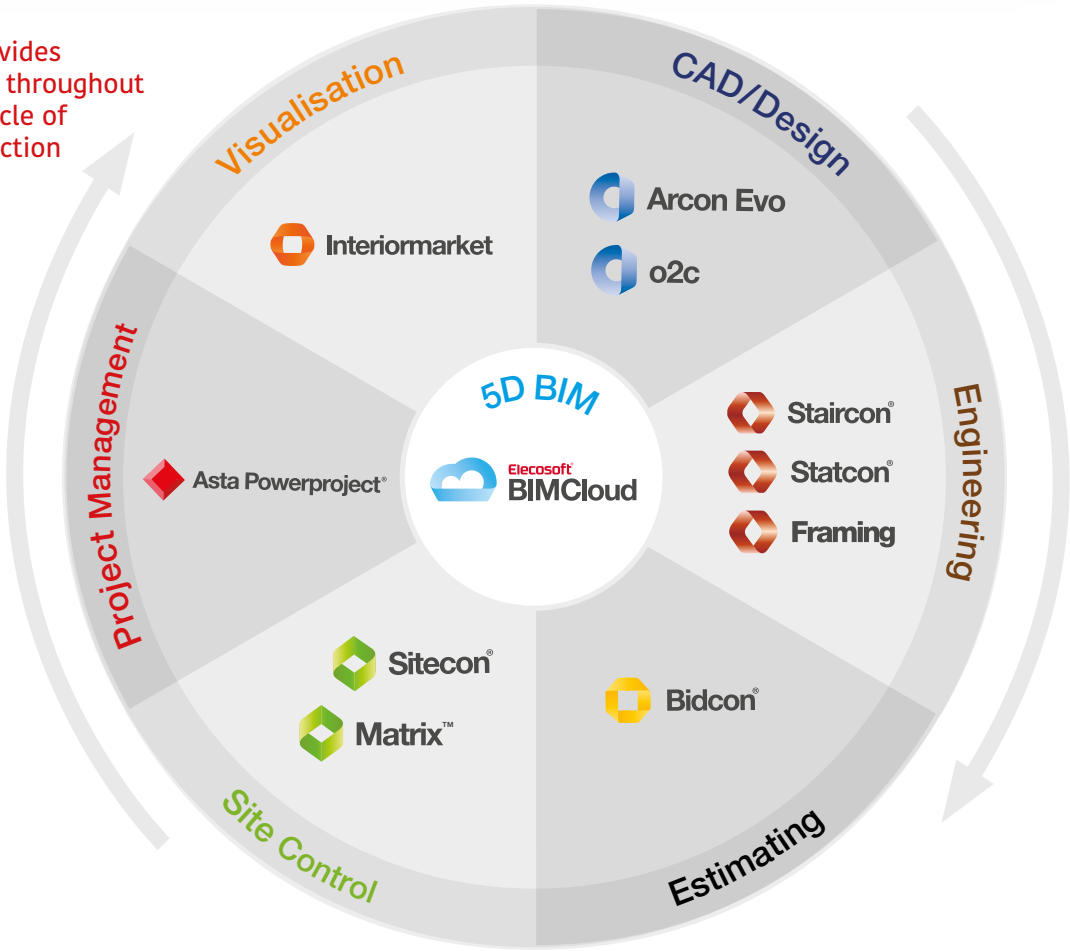 vides
throughout
cle of
ction
Visualisation
CAD/Design
Arcon Evo
o2c
Interiormarket
5D BIM
Elecosoft®
BIMCloud
Staircon®
Statcon®
Framing
Engineering
Project Management
Asta Powerproject®
Sitecon®
Matrix™
Bidcon®
Site Control
Estimating